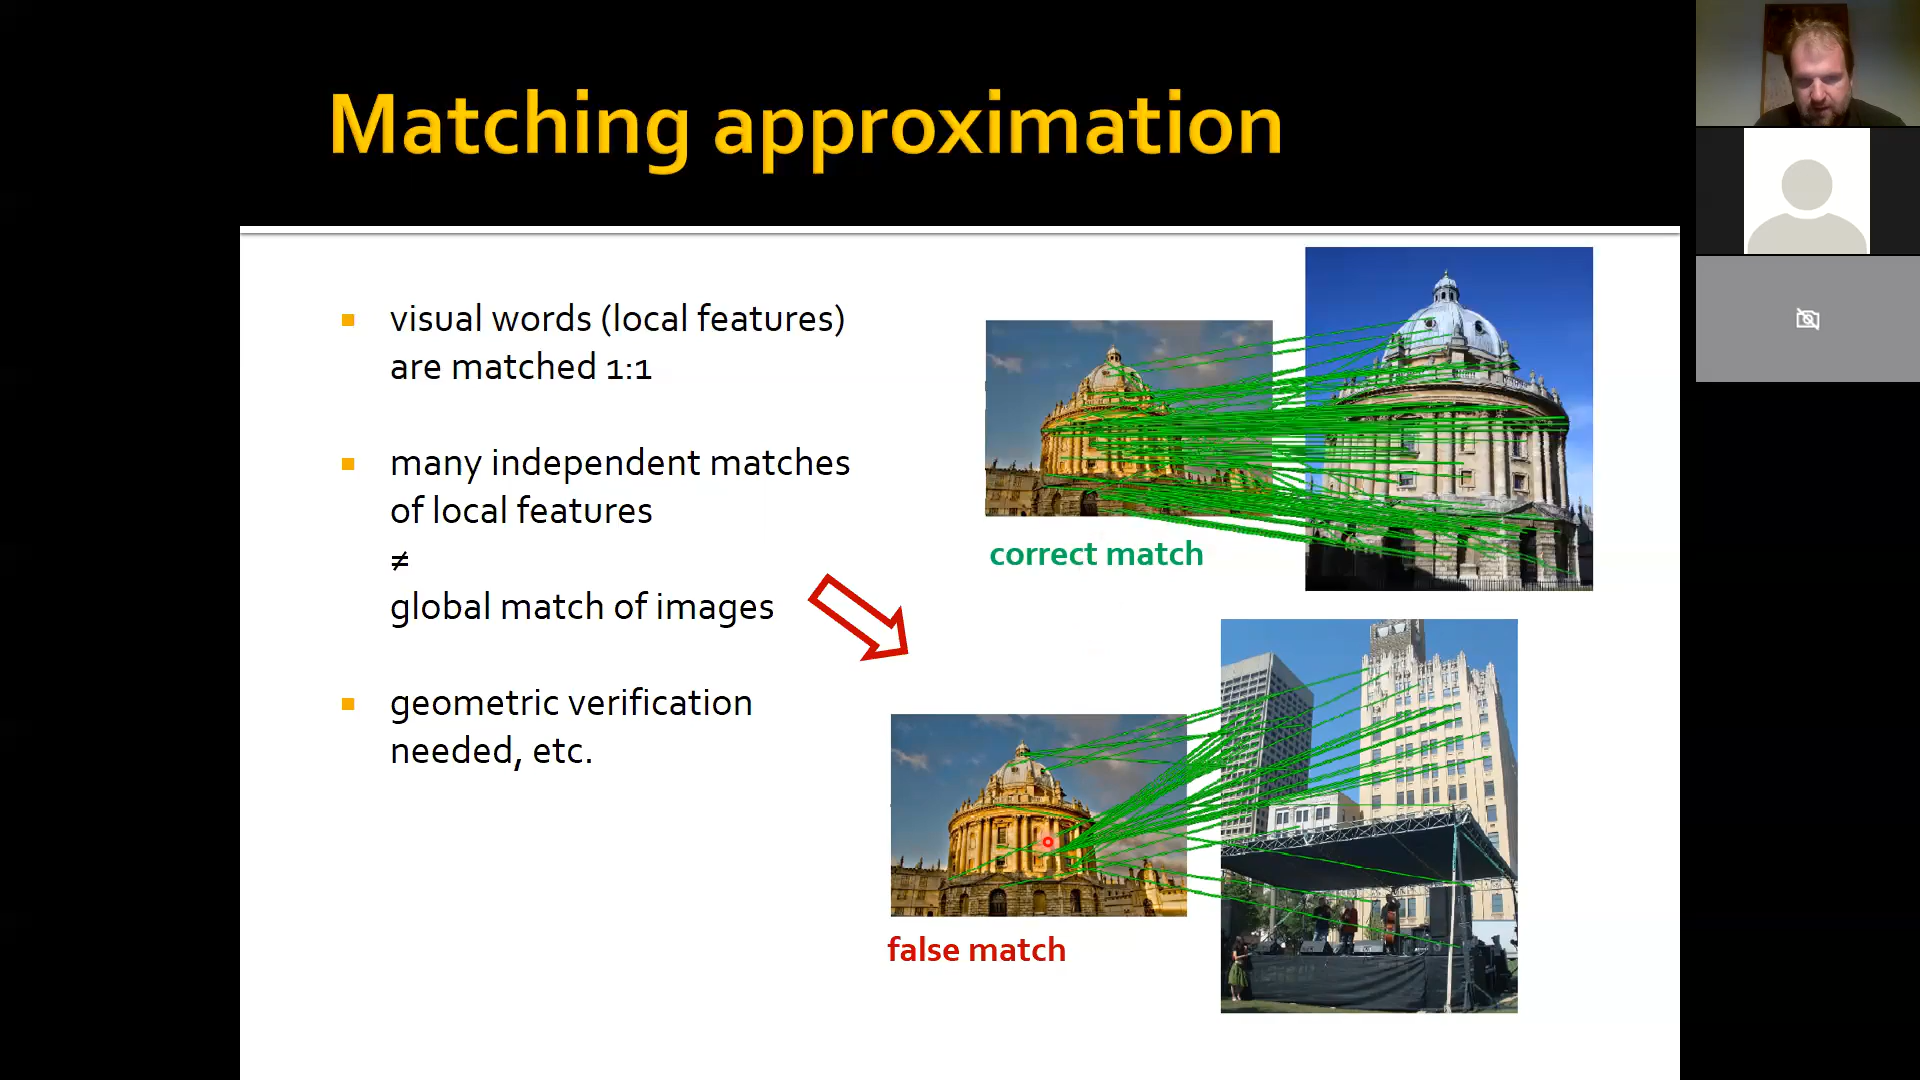 Matching approximation
visual words (local features)
are matched 1:1
many independent matches
of local features
≠
global match of images
geometric verification
needed, etc.
correct match
false match